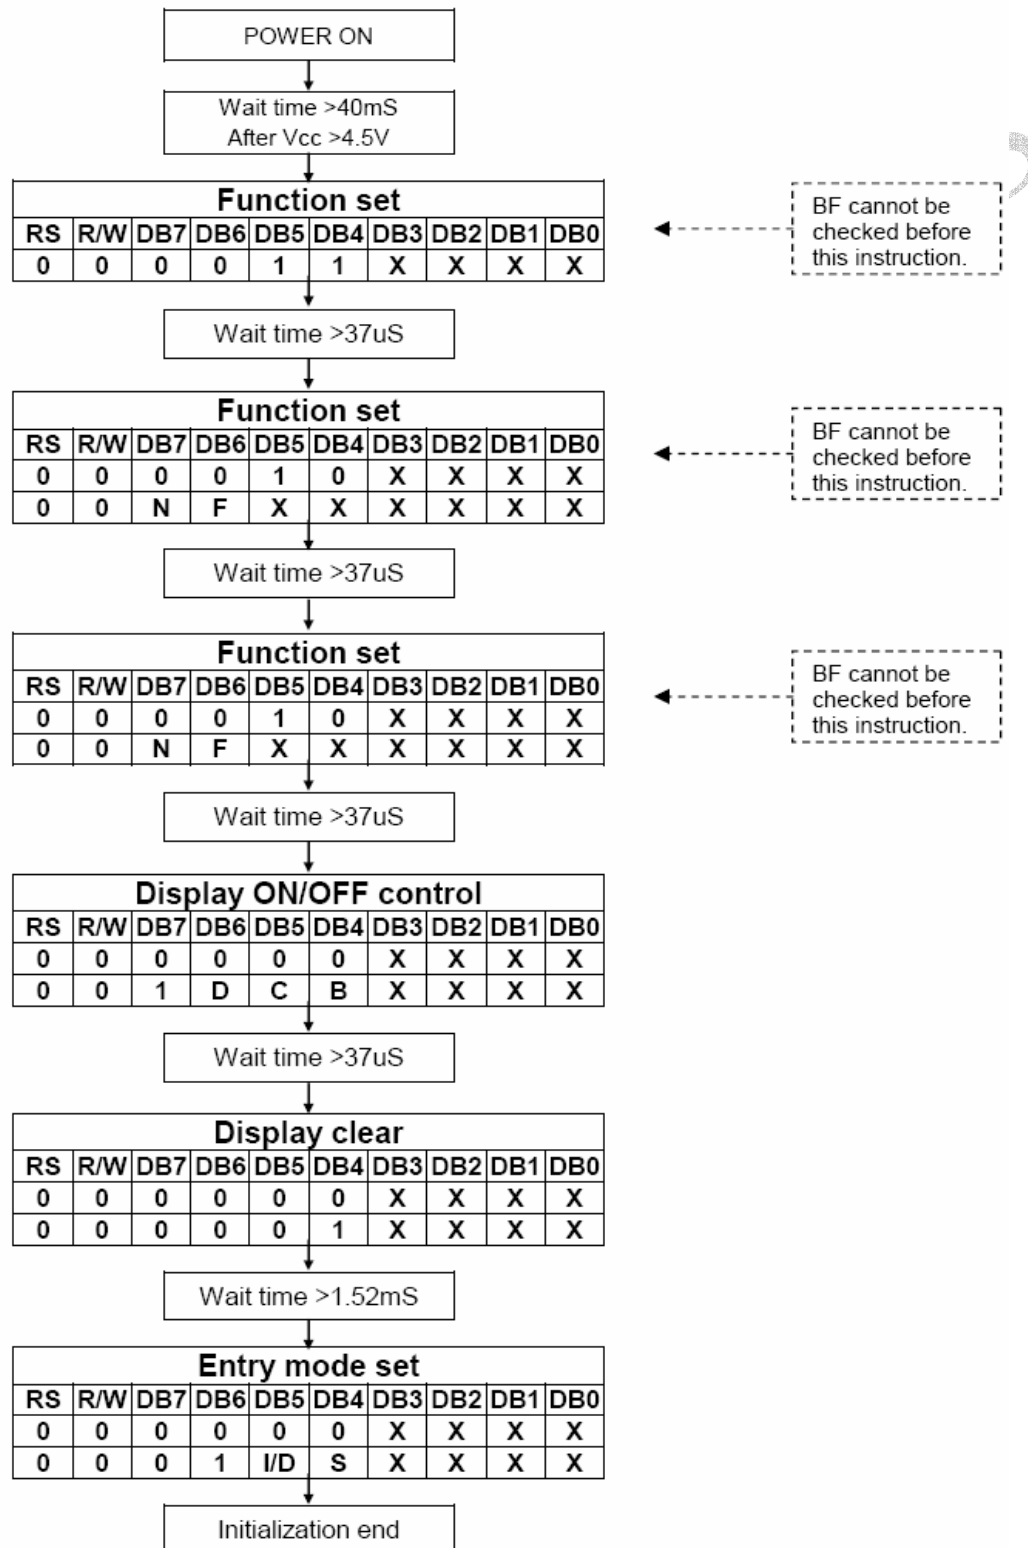 POWER ON
Wait time >40mS
After Vcc >4.5V
Function set
RS R/W DB7 DB6 DB5 DB4 DB3 DB2 DB1 DB0
0 0 0 0 1 1 X X X X
BF cannot be
checked before
this instruction.
Wait time >37uS
Function set
RS R/W DB7 DB6 DB5 DB4 DB3 DB2 DB1 DB0
0 0 0 0 1 0 X X X X
0 0 N F X X X X X X
BF cannot be
checked before
this instruction.
Wait time >37uS
Function set
RS R/W DB7 DB6 DB5 DB4 DB3 DB2 DB1 DB0
0 0 0 0 1 0 X X X X
0 0 N F X X X X X X
BF cannot be
checked before
this instruction.
Wait time >37uS
Display ON/OFF control
RS R/W DB7 DB6 DB5 DB4 DB3 DB2 DB1 DB0
0 0 0 0 0 0 X X X X
0 0 1 D C B X X X X
Wait time >37uS
Display clear
RS R/W DB7 DB6 DB5 DB4 DB3 DB2 DB1 DB0
0 0 0 0 0 0 X X X X
0 0 0 0 0 1 X X X X
Wait time >1.52mS
Entry mode set
RS R/W DB7 DB6 DB5 DB4 DB3 DB2 DB1 DB0
0 0 0 0 0 0 X X X X
0 0 0 1 I/D S X X X X
Initialization end